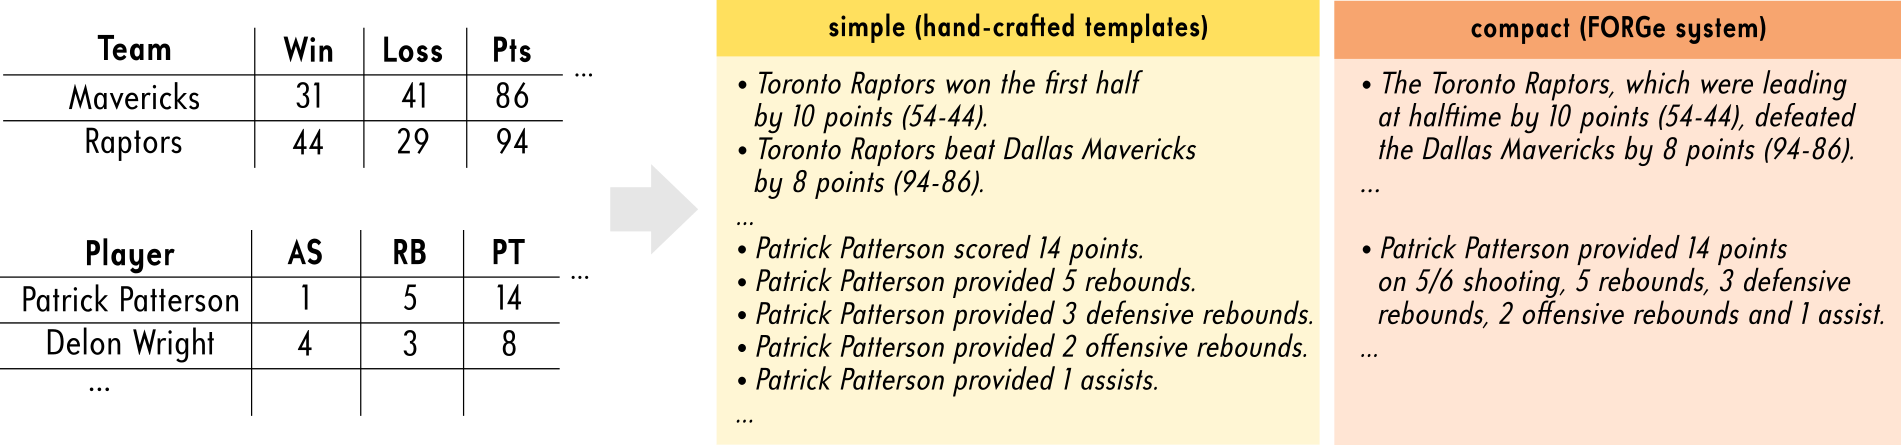 Team Win Loss Pts
...
Mavericks 31 41 86
Raptors 44 29 94
Player AS RB PT
...
Patrick Patterson 1 5 14
Delon Wright 4 3 8
...
simple (hand-crafted templates)
• Toronto Raptors won the first half
by 10 points (54-44).
• Toronto Raptors beat Dallas Mavericks
by 8 points (94-86).
...
• Patrick Patterson scored 14 points.
• Patrick Patterson provided 5 rebounds.
• Patrick Patterson provided 3 defensive rebounds.
• Patrick Patterson provided 2 offensive rebounds.
• Patrick Patterson provided 1 assists.
...
compact (FORGe system)
• The Toronto Raptors, which were leading
at halftime by 10 points (54-44), defeated
the Dallas Mavericks by 8 points (94-86).
...
• Patrick Patterson provided 14 points
on 5/6 shooting, 5 rebounds, 3 defensive
rebounds, 2 offensive rebounds and 1 assist.
...